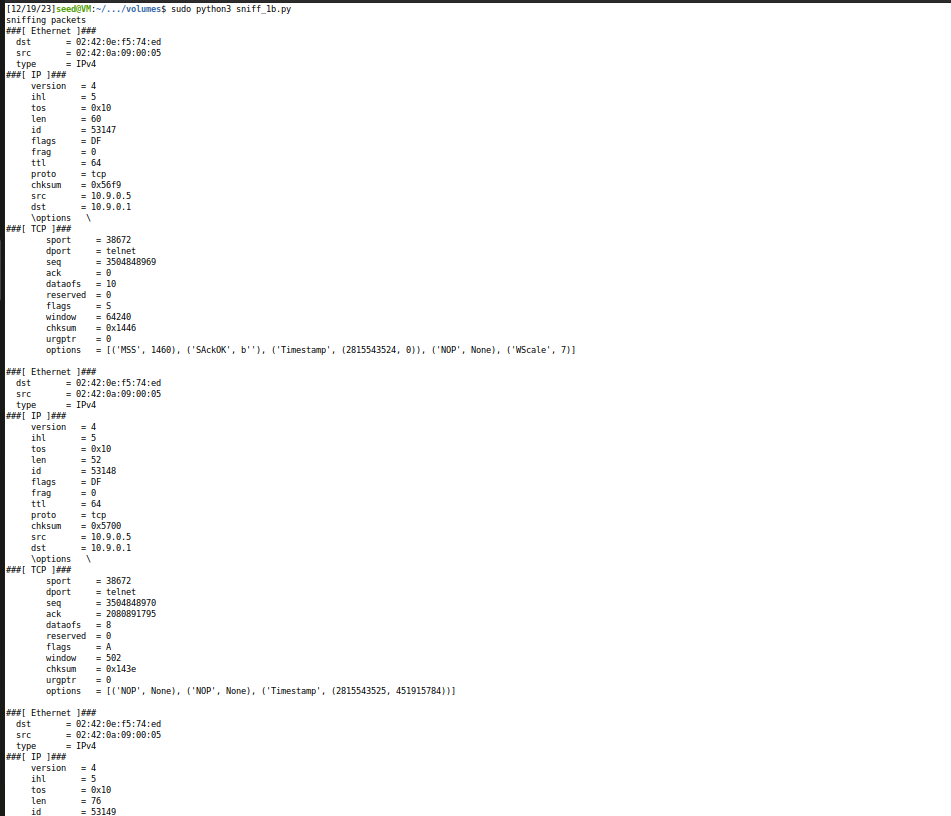 [12/19/23]seed@VM:~/.../volumes$ sudo python3 sniff_1b.py
sniffing packets
###[ Ethernet ]###
  dst       = 02:42:0e:f5:74:ed
  src       = 02:42:0a:09:00:05
  type      = IPv4
###[ IP ]###
     version   = 4
     ihl       = 5
     tos       = 0x10
     len       = 60
     id        = 53147
     flags     = DF
     frag      = 0
     ttl       = 64
     proto     = tcp
     chksum    = 0x56f9
     src       = 10.9.0.5
     dst       = 10.9.0.1
     \options   \
###[ TCP ]###
        sport     = 38672
        dport     = telnet
        seq       = 3504848969
        ack       = 0
        dataofs   = 10
        reserved  = 0
        flags     = S
        window    = 64240
        chksum    = 0x1446
        urgptr    = 0
        options   = [('MSS', 1460), ('SAckOK', b''), ('Timestamp', (2815543524, 0)), ('NOP', None), ('WScale', 7)]

###[ Ethernet ]###
  dst       = 02:42:0e:f5:74:ed
  src       = 02:42:0a:09:00:05
  type      = IPv4
###[ IP ]###
     version   = 4
     ihl       = 5
     tos       = 0x10
     len       = 52
     id        = 53148
     flags     = DF
     frag      = 0
     ttl       = 64
     proto     = tcp
     chksum    = 0x5700
     src       = 10.9.0.5
     dst       = 10.9.0.1
     \options   \
###[ TCP ]###
        sport     = 38672
        dport     = telnet
        seq       = 3504848970
        ack       = 2080891795
        dataofs   = 8
        reserved  = 0
        flags     = A
        window    = 502
        chksum    = 0x143e
        urgptr    = 0
        options   = [('NOP', None), ('NOP', None), ('Timestamp', (2815543525, 451915784))]

###[ Ethernet ]###
  dst       = 02:42:0e:f5:74:ed
  src       = 02:42:0a:09:00:05
  type      = IPv4
###[ IP ]###
     version   = 4
     ihl       = 5
     tos       = 0x10
     len       = 76
     id        = 53149